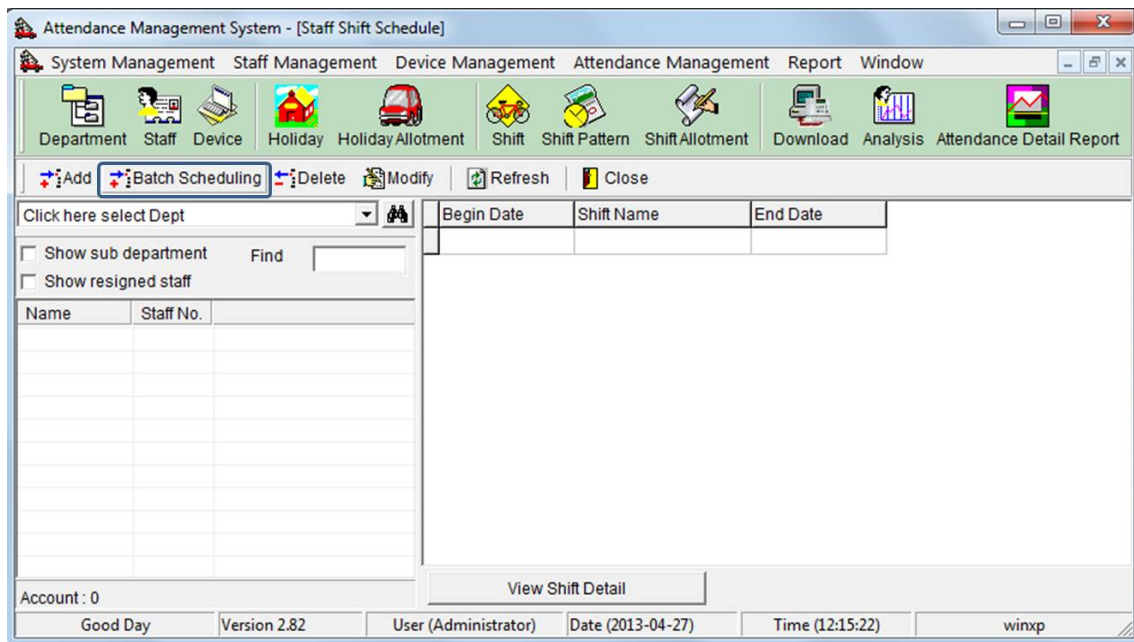 Attendance Management System - [Staff Shift Schedule]
System Management Staff Management Device Management Attendance Management Report Window
Department Staff Device Holiday Holiday Allotment Shift Shift Pattern Shift Allotment Download Analysis Attendance Detail Report
Add Batch Scheduling Delete Modify Refresh Close
Click here select Dept
Show sub department Find
Show resigned staff
Name Staff No.
Begin Date Shift Name End Date
View Shift Detail
Account : 0
Good Day Version 2.82 User (Administrator) Date (2013-04-27) Time (12:15:22) winxp